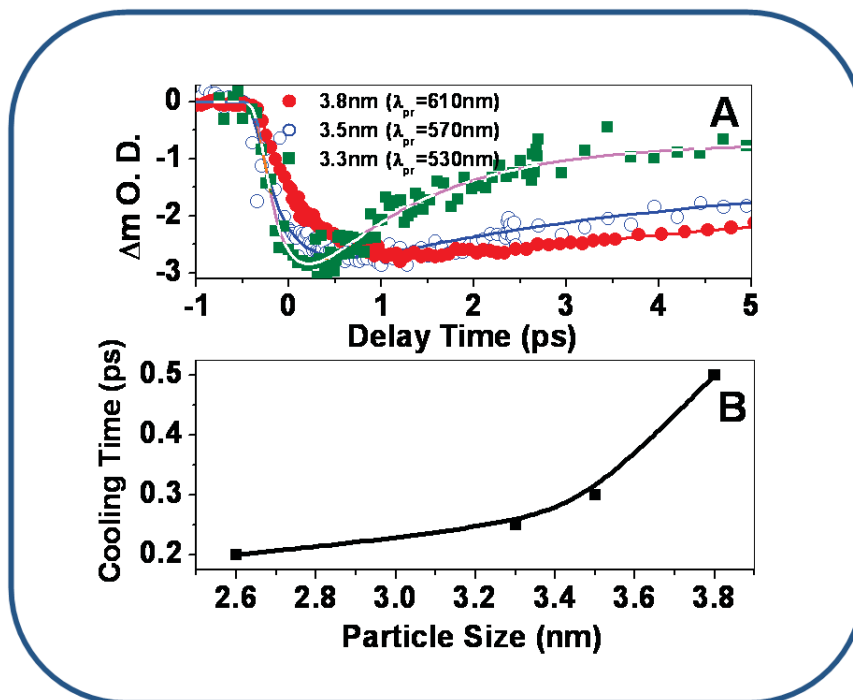 A
3.8nm (λpr=610nm)
3.5nm (λpr=570nm)
3.3nm (λpr=530nm)
Δm O. D.
0
-1
-2
-3
-1 0 1 2 3 4 5
Delay Time (ps)
B
Cooling Time (ps)
0.5
0.4
0.3
0.2
2.6 2.8 3.0 3.2 3.4 3.6 3.8
Particle Size (nm)